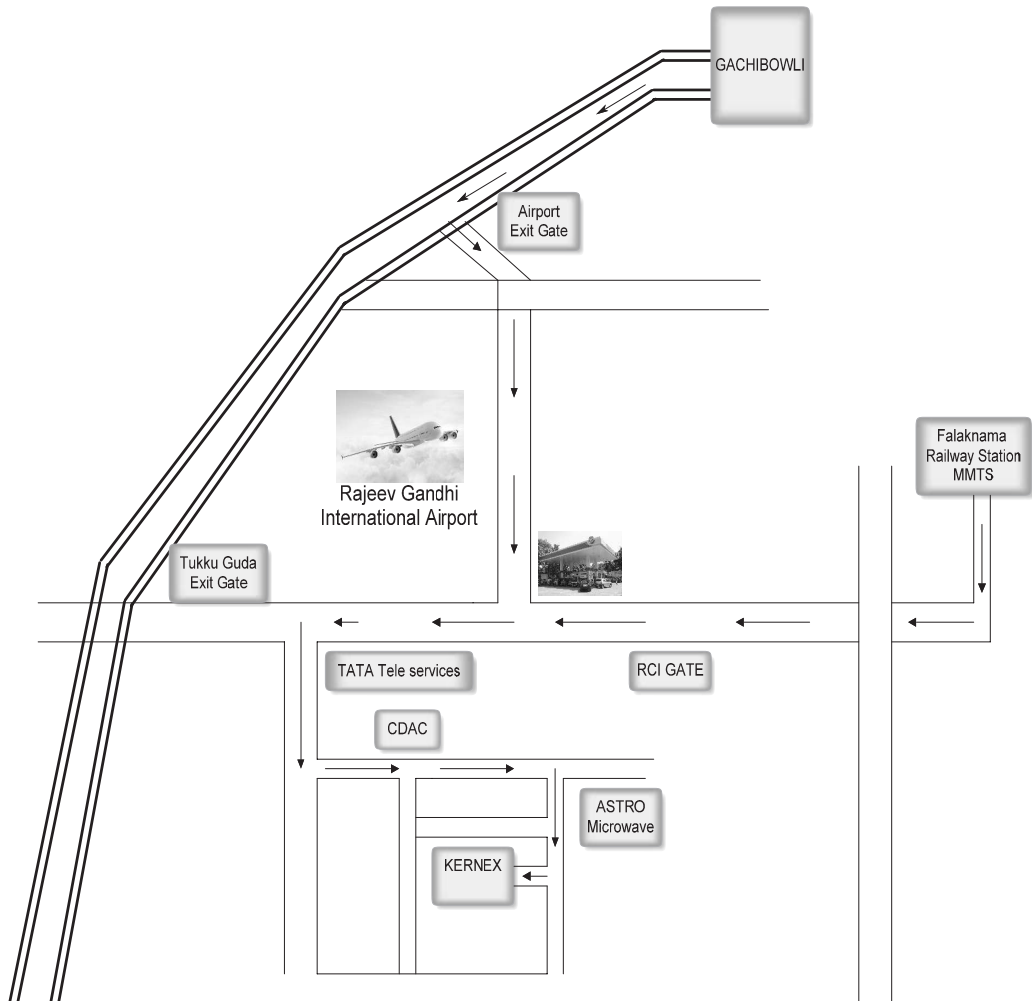 GACHIBOWLI
Airport
Exit Gate
Rajeev Gandhi
International Airport
Falaknama
Railway Station
MMTS
Tukku Guda
Exit Gate
TATA Tele services
RCI GATE
CDAC
ASTRO
Microwave
KERNEX